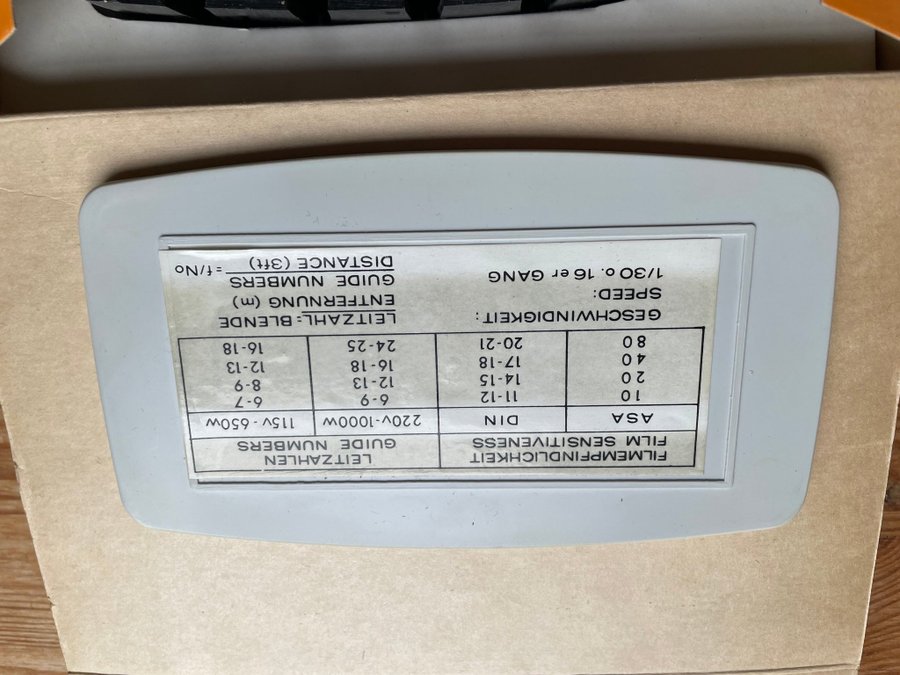 FILMEMPFINDLICHKEIT LEITZAHLEN
FILM SENSITIVENESS GUIDE NUMBERS
ASA DIN 220v-1000w 115v-650w
10 11-12 6-9 6-7
20 14-15 12-13 8-9
40 17-18 16-18 12-13
80 20-21 24-25 16-18
GESCHWINDIGKEIT: LEITZAHL:BLENDE
SPEED: ENTFERNUNG (m)
1/30 o. 16 er GANG GUIDE NUMBERS = f/No
DISTANCE (3ft)